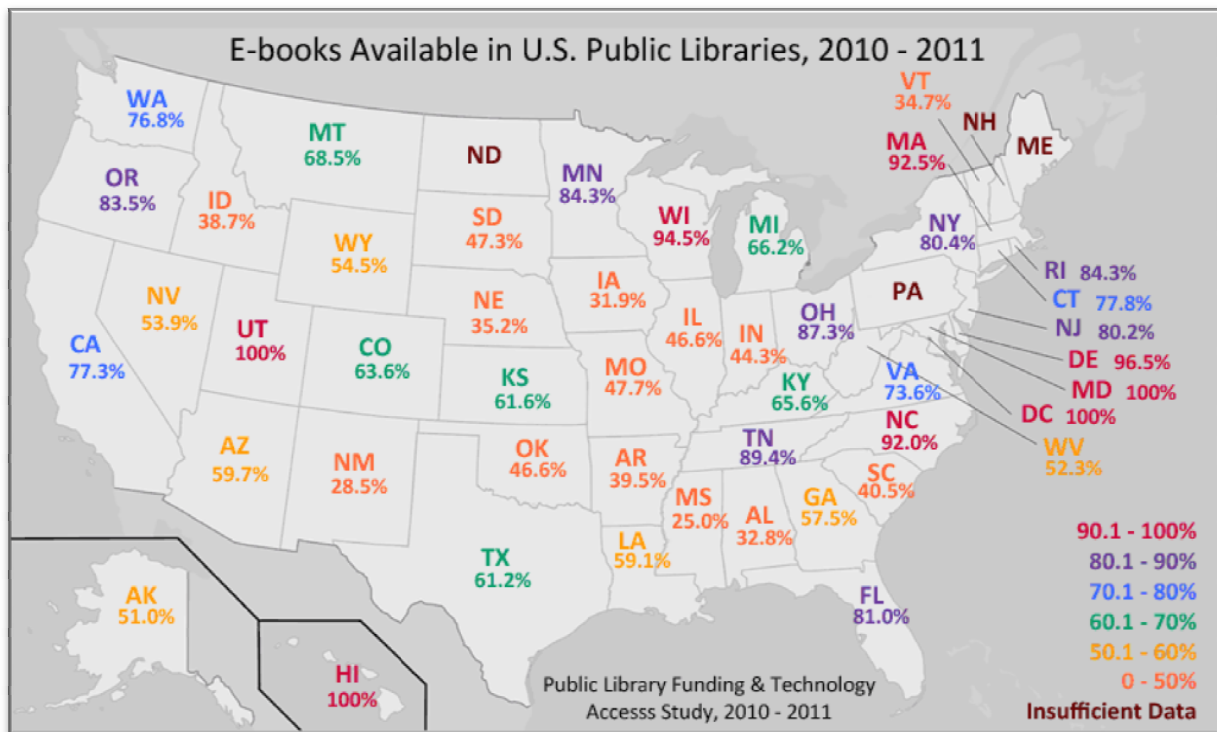 E-books Available in U.S. Public Libraries, 2010 - 2011
VT
34.7%
NH
ME
MA
92.5%
WA
76.8%
MT
68.5%
ND
MN
84.3%
OR
83.5%
ID
38.7%
SD
47.3%
WI
94.5%
MI
66.2%
NY
80.4%
WY
54.5%
RI 84.3%
CT 77.8%
NJ 80.2%
DE 96.5%
MD 100%
DC 100%
WV
52.3%
PA
NV
53.9%
UT
100%
CO
63.6%
NE
35.2%
IA
31.9%
IL
46.6%
IN
44.3%
OH
87.3%
CA
77.3%
KS
61.6%
MO
47.7%
KY
65.6%
VA
73.6%
NC
92.0%
TN
89.4%
AZ
59.7%
NM
28.5%
OK
46.6%
AR
39.5%
MS
25.0%
AL
32.8%
GA
57.5%
SC
40.5%
TX
61.2%
LA
59.1%
FL
81.0%
AK
51.0%
HI
100%
90.1 - 100%
80.1 - 90%
70.1 - 80%
60.1 - 70%
50.1 - 60%
0 - 50%
Insufficient Data
Public Library Funding & Technology
Accesss Study, 2010 - 2011